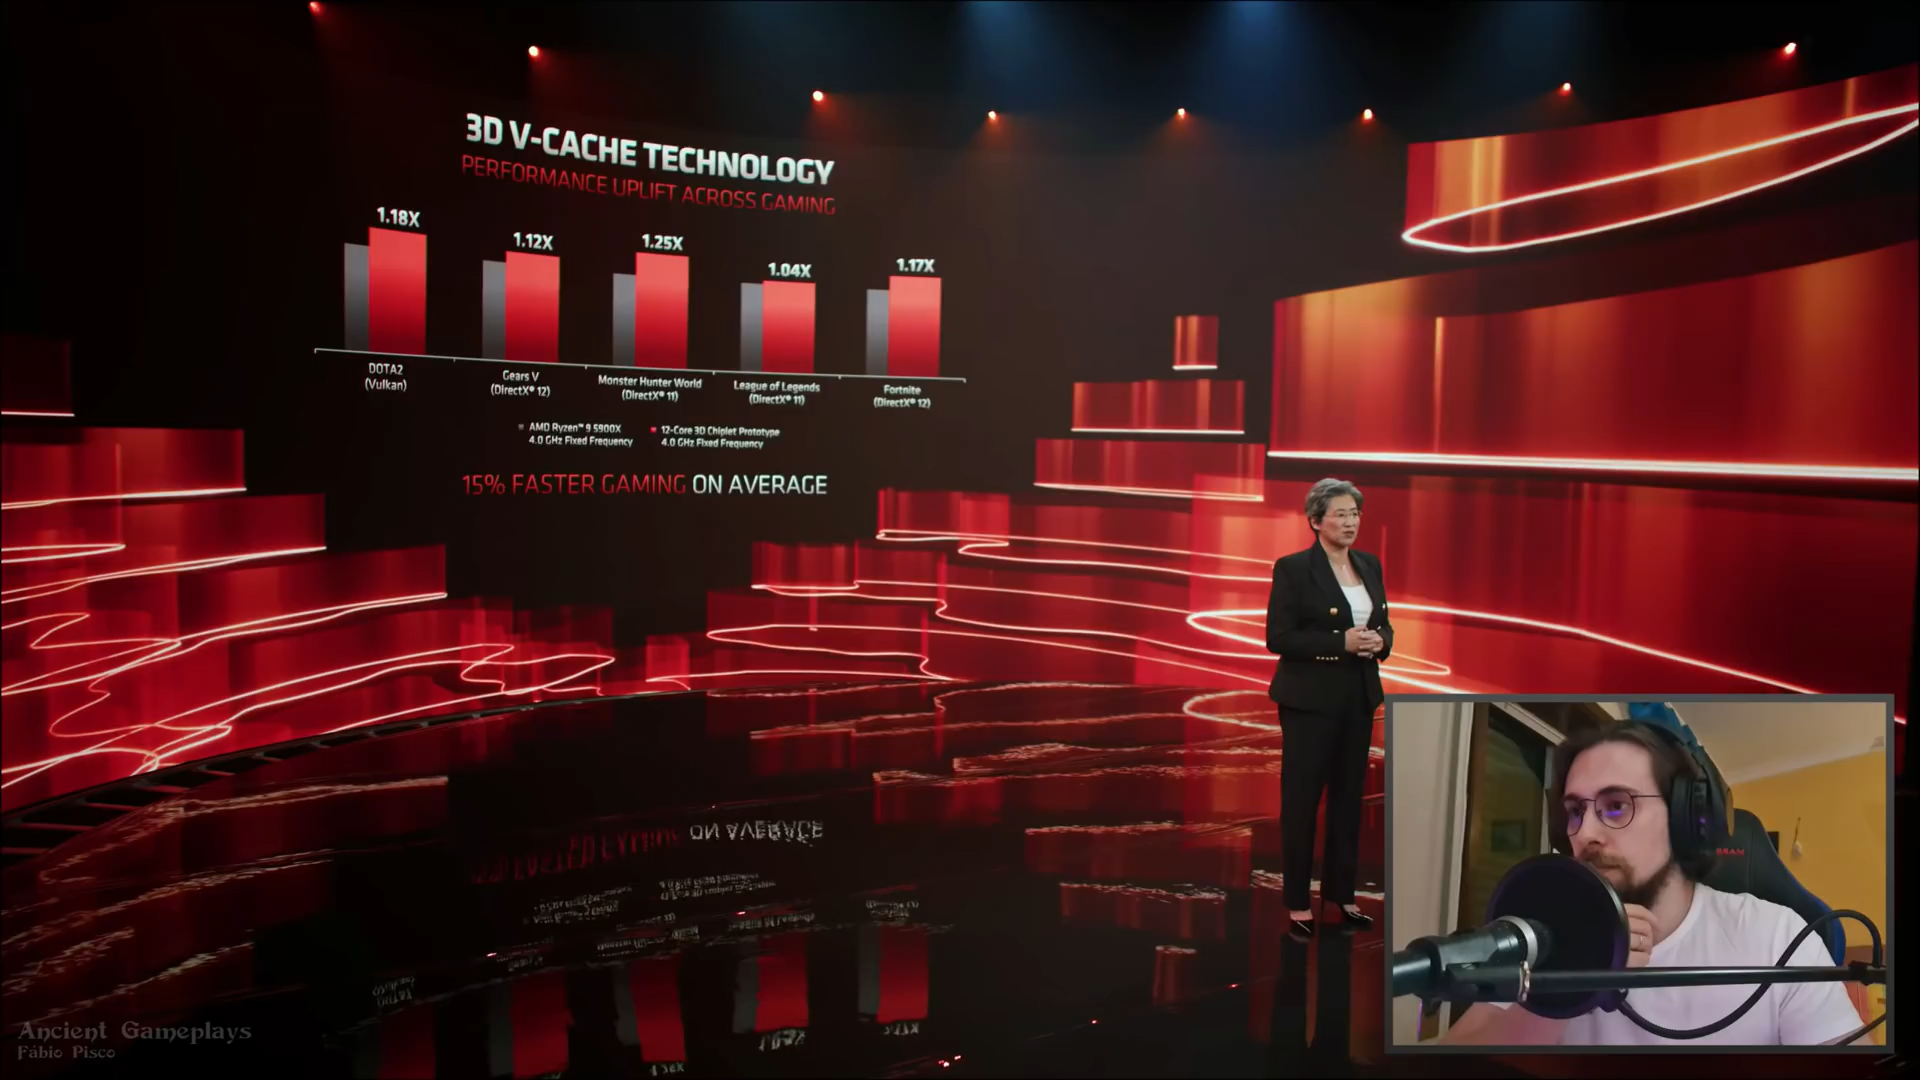 3D V-CACHE TECHNOLOGY
PERFORMANCE UPLIFT ACROSS GAMING
1.18X
1.12X
1.25X
1.04X
1.17X
DOTA2
(Vulkan)
Gears V
(DirectX® 12)
Monster Hunter World
(DirectX® 11)
League of Legends
(DirectX® 11)
Fortnite
(DirectX® 12)
AMD Ryzen™ 9 5900X
4.0 GHz Fixed Frequency
12-Core 3D Chiplet Prototype
4.0 GHz Fixed Frequency
15% FASTER GAMING ON AVERAGE
ON AVERAGE
Ancient Gameplays
Fábio Pisco